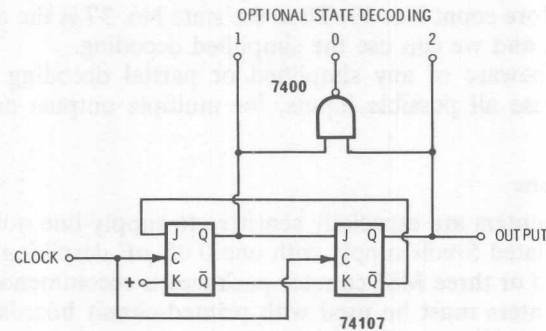 OPTIONAL STATE DECODING
1 0 2
7400
J Q
C
K Q̅
J Q
C
K Q̅
CLOCK
+
OUTPUT
74107